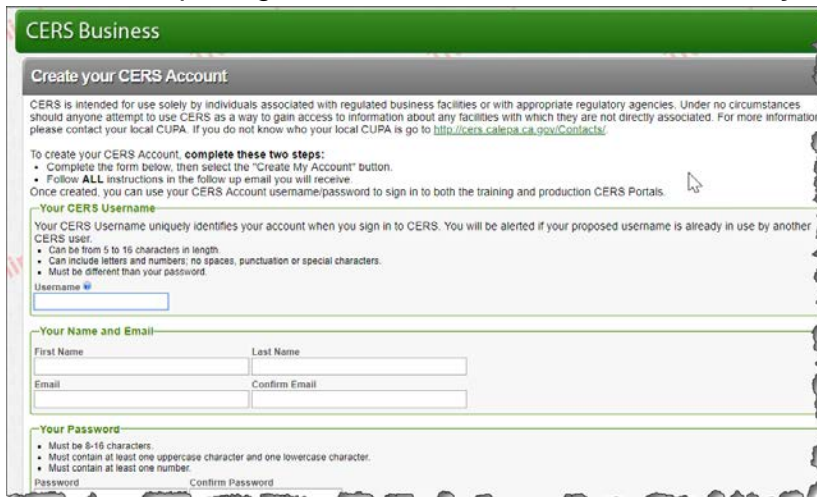 CERS Business
Create your CERS Account
CERS is intended for use solely by individuals associated with regulated business facilities or with appropriate regulatory agencies. Under no circumstances
should anyone attempt to use CERS as a way to gain access to information about any facilities with which they are not directly associated. For more information
please contact your local CUPA. If you do not know who your local CUPA is go to http://cers.calepa.ca.gov/Contacts/.
To create your CERS Account, complete these two steps:
• Complete the form below, then select the "Create My Account" button.
• Follow ALL instructions in the follow up email you will receive.
Once created, you can use your CERS Account username/password to sign in to both the training and production CERS Portals.
Your CERS Username
Your CERS Username uniquely identifies your account when you sign in to CERS. You will be alerted if your proposed username is already in use by another
CERS user.
• Can be from 5 to 16 characters in length.
• Can include letters and numbers; no spaces, punctuation or special characters.
• Must be different than your password.
Username
Your Name and Email
First Name Last Name
Email Confirm Email
Your Password
• Must be 8-16 characters.
• Must contain at least one uppercase character and one lowercase character.
• Must contain at least one number.
Password Confirm Password